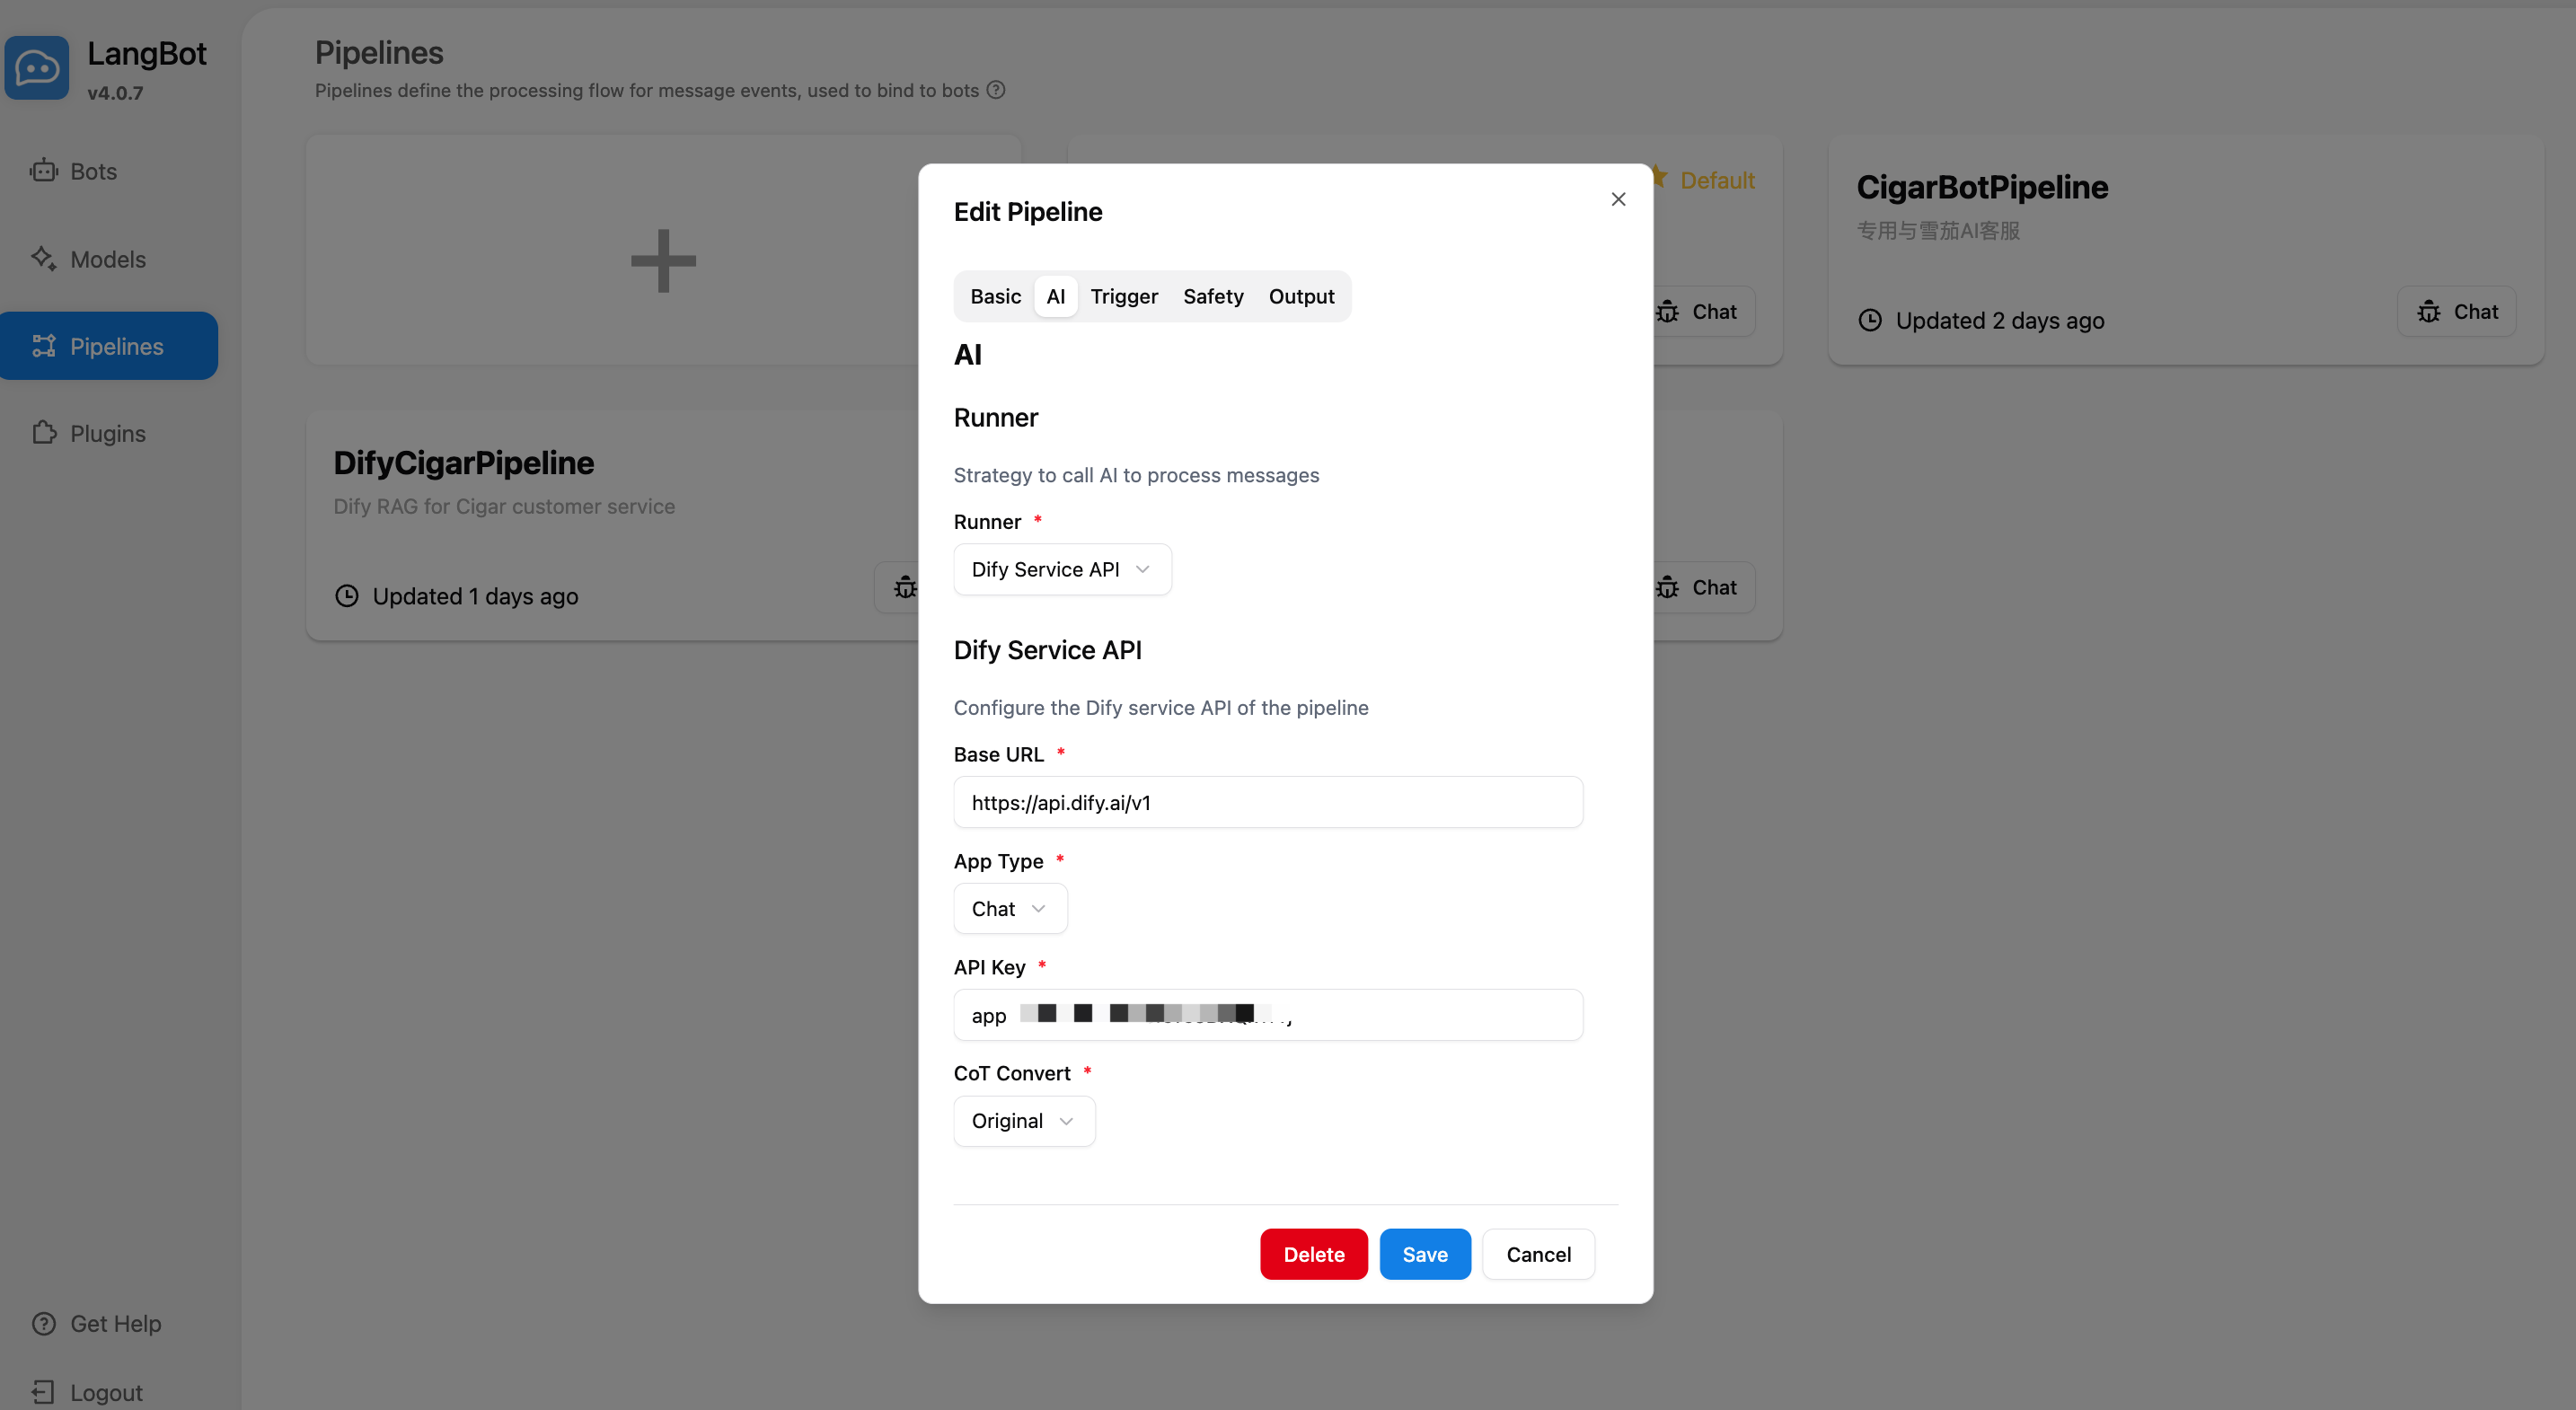 LangBot
v4.0.7
Bots
Models
Pipelines
Plugins
Get Help
Logout
Pipelines
Pipelines define the processing flow for message events, used to bind to bots
Default
Chat
CigarBotPipeline
专用与雪茄AI客服
Updated 2 days ago
Chat
DifyCigarPipeline
Dify RAG for Cigar customer service
Updated 1 days ago
Chat
Edit Pipeline
Basic AI Trigger Safety Output
AI
Runner
Strategy to call AI to process messages
Runner *
Dify Service API
Dify Service API
Configure the Dify service API of the pipeline
Base URL *
https://api.dify.ai/v1
App Type *
Chat
API Key *
app
CoT Convert *
Original
Delete Save Cancel